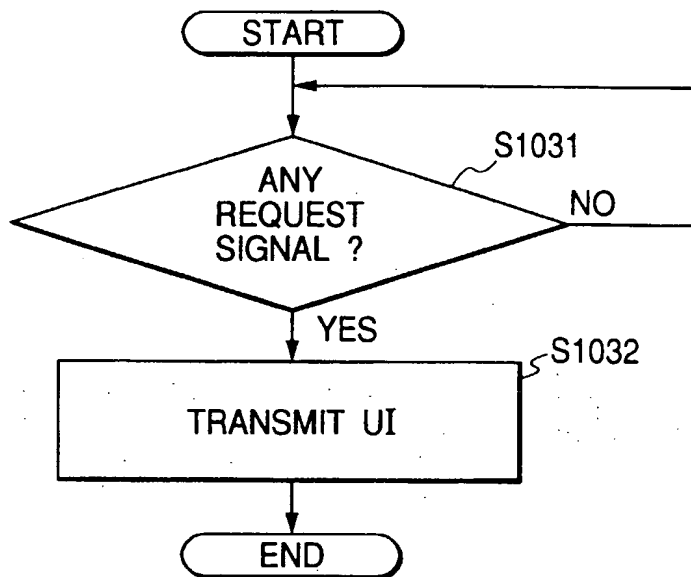 START
S1031
ANY
REQUEST
SIGNAL ?
NO
YES
S1032
TRANSMIT UI
END